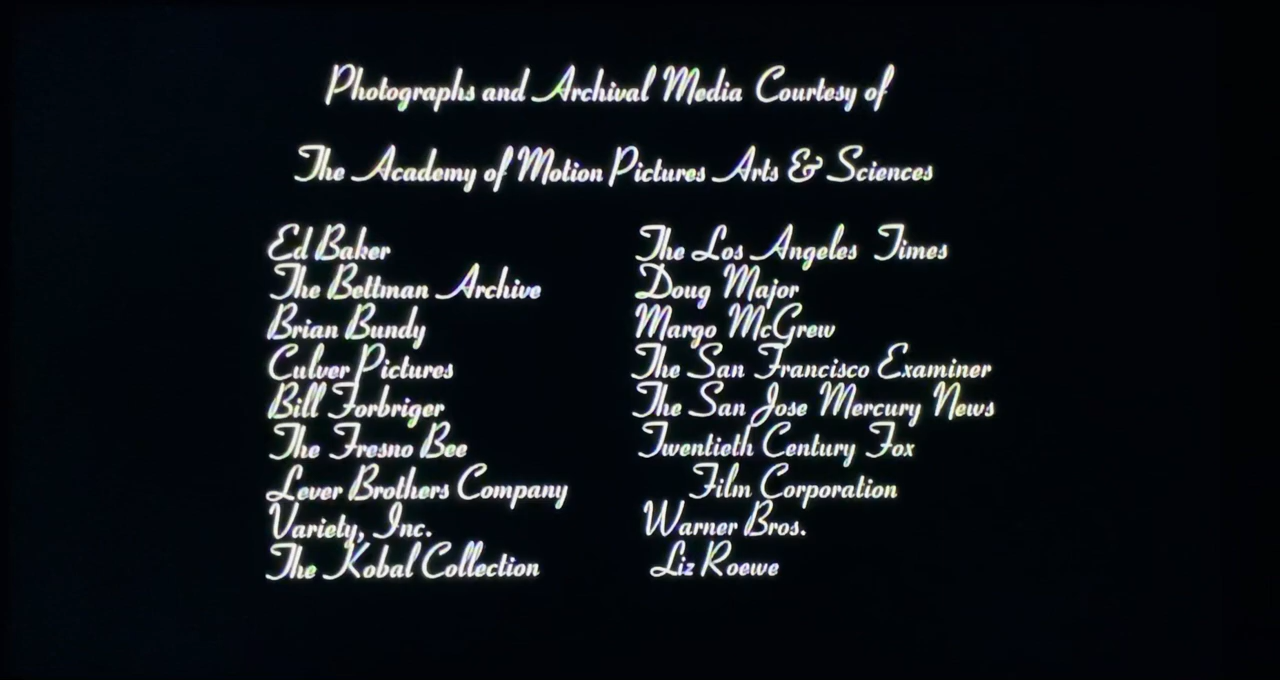 Photographs and Archival Media Courtesy of
The Academy of Motion Pictures Arts & Sciences
Ed Baker
The Bettman Archive
Brian Bundy
Culver Pictures
Bill Forbriger
The Fresno Bee
Lever Brothers Company
Variety, Inc.
The Kobal Collection
The Los Angeles Times
Doug Major
Margo McGrew
The San Francisco Examiner
The San Jose Mercury News
Twentieth Century Fox
Film Corporation
Warner Bros.
Liz Roewe